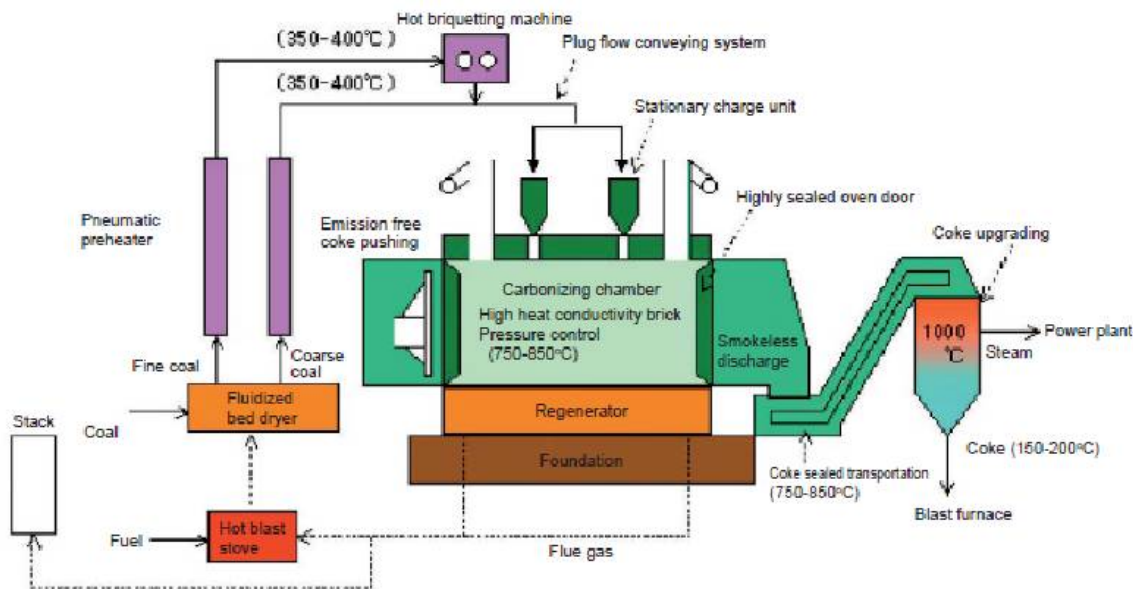 Hot briquetting machine
(350-400℃)
Plug flow conveying system
(350-400℃)
Stationary charge unit
Highly sealed oven door
Pneumatic
preheater
Emission free
coke pushing
Coke upgrading
Carbonizing chamber
High heat conductivity brick
Pressure control
(750-850ºC)
Smokeless
discharge
1000
℃
Power plant
Steam
Fine coal
Coarse
coal
Stack
Coal
Fluidized
bed dryer
Regenerator
Foundation
Coke sealed transportation
(750-850ºC)
Coke (150-200ºC)
Blast furnace
Fuel
Hot blast
stove
Flue gas